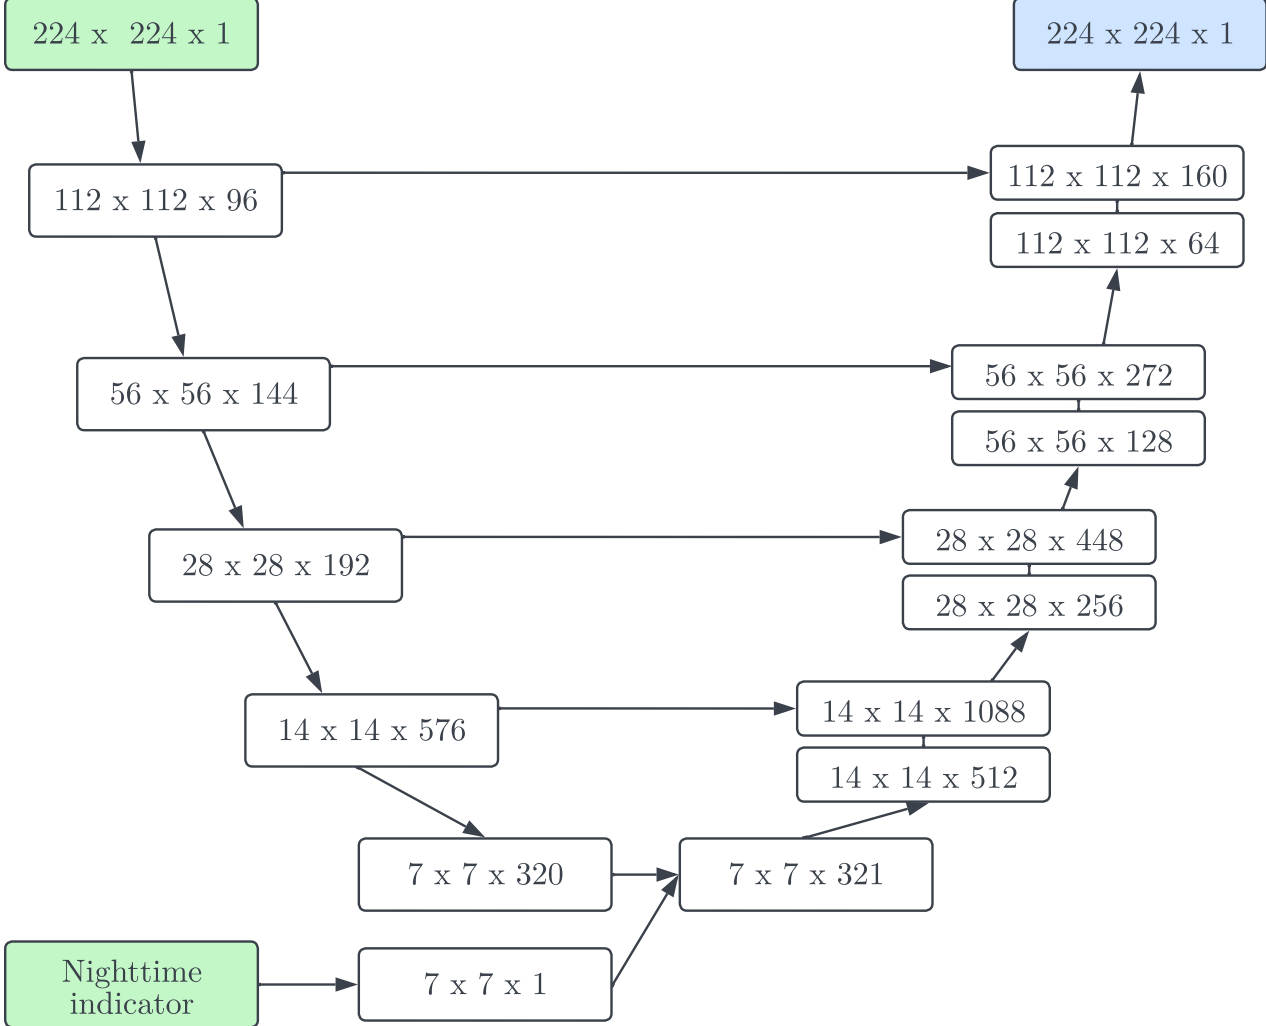 224 x 224 x 1
224 x 224 x 1
112 x 112 x 96
112 x 112 x 160
112 x 112 x 64
56 x 56 x 144
56 x 56 x 272
56 x 56 x 128
28 x 28 x 192
28 x 28 x 448
28 x 28 x 256
14 x 14 x 576
14 x 14 x 1088
14 x 14 x 512
7 x 7 x 320
7 x 7 x 321
Nighttime
indicator
7 x 7 x 1